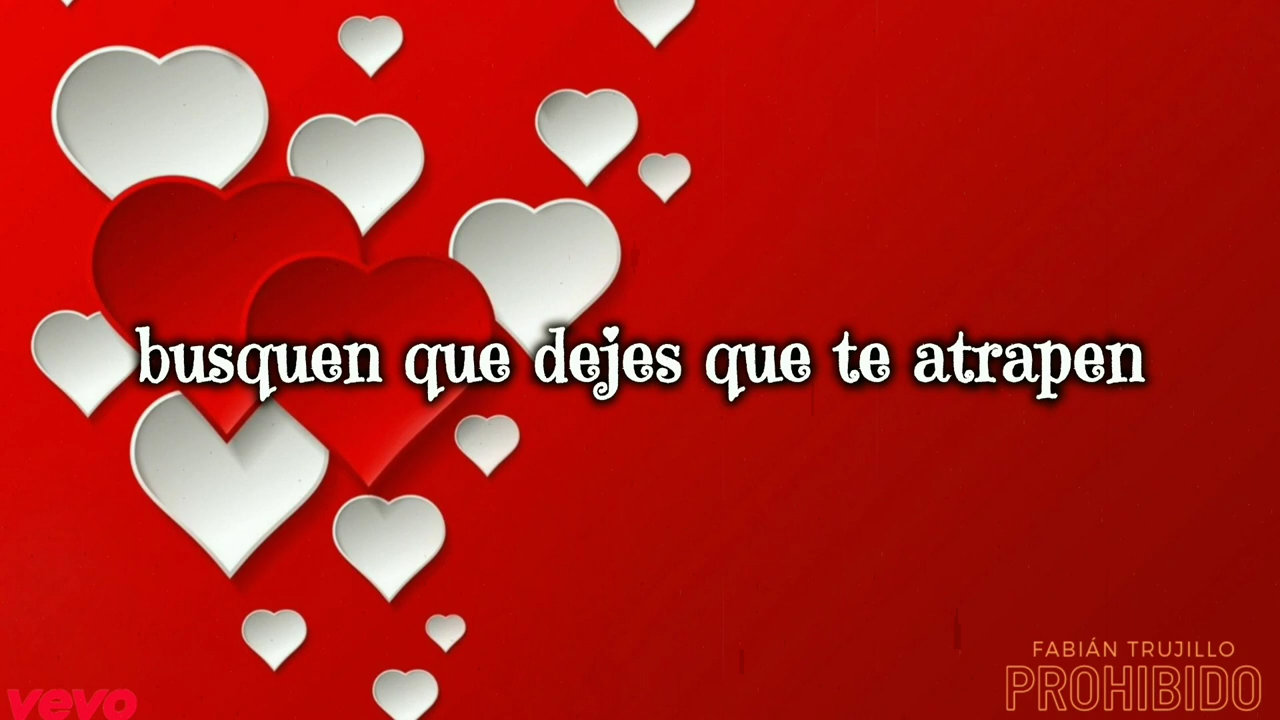 busquen que dejes que te atrapen
FABIÁN TRUJILLO
PROHIBIDO
vevo